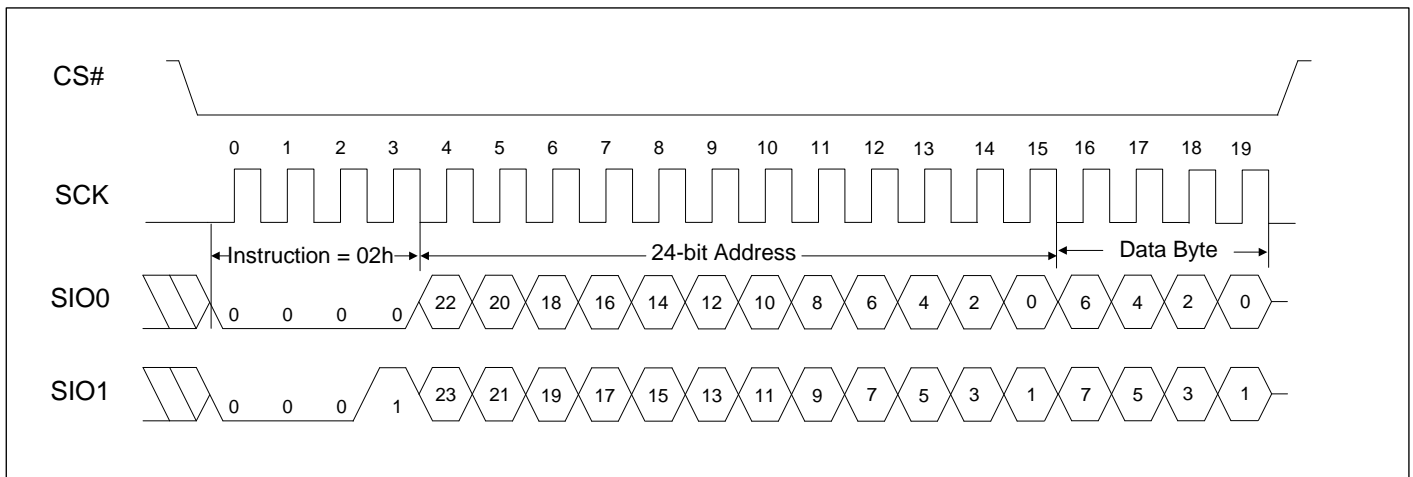 CS#
0 1 2 3 4 5 6 7 8 9 10 11 12 13 14 15 16 17 18 19
SCK
Instruction = 02h 24-bit Address Data Byte
SIO0
0 0 0 0 22 20 18 16 14 12 10 8 6 4 2 0 6 4 2 0
SIO1
0 0 0 1 23 21 19 17 15 13 11 9 7 5 3 1 7 5 3 1